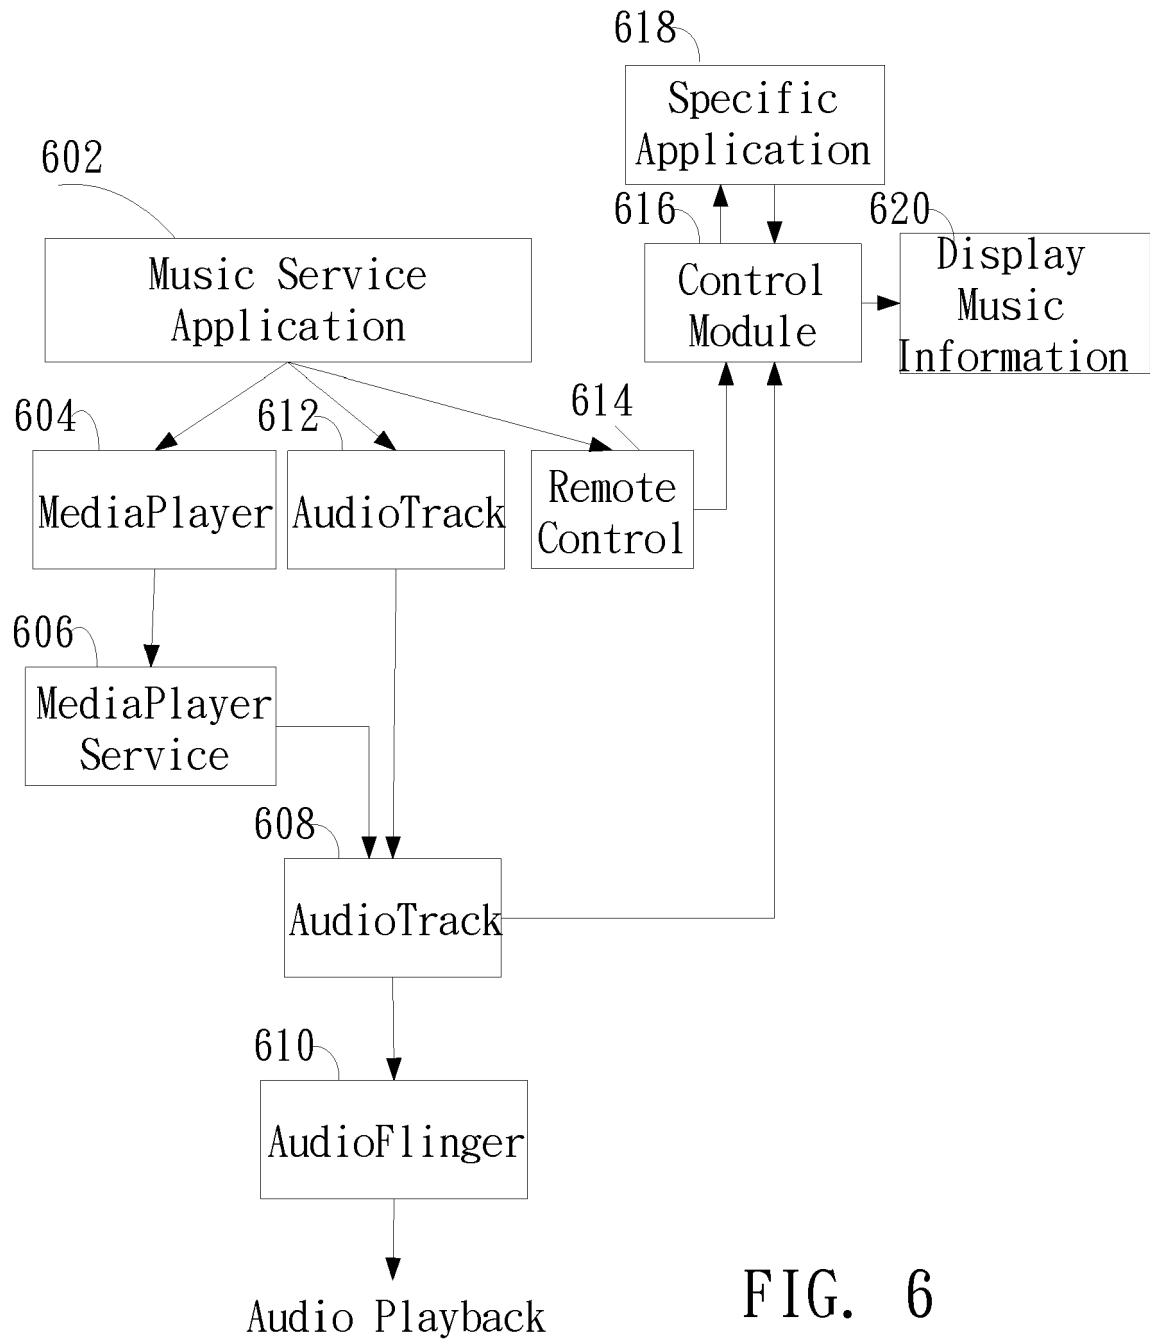 618
Specific
Application
602
616
620
Music Service
Application
Control
Module
Display
Music
Information
604
612
614
MediaPlayer
AudioTrack
Remote
Control
606
MediaPlayer
Service
608
AudioTrack
610
AudioFlinger
Audio Playback
FIG. 6